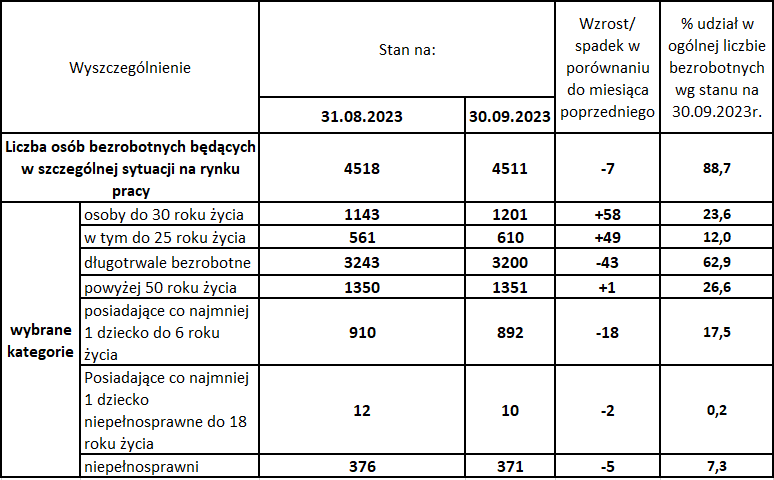 Wyszczególnienie
Stan na:
Wzrost/
spadek w
porównaniu
do miesiąca
poprzedniego
% udział w
ogólnej liczbie
bezrobotnych
wg stanu na
30.09.2023r.
31.08.2023
30.09.2023
Liczba osób bezrobotnych będących
w szczególnej sytuacji na rynku
pracy
4518
4511
-7
88,7
wybrane
kategorie
osoby do 30 roku życia
1143
1201
+58
23,6
w tym do 25 roku życia
561
610
+49
12,0
długotrwale bezrobotne
3243
3200
-43
62,9
powyżej 50 roku życia
1350
1351
+1
26,6
posiadające co najmniej
1 dziecko do 6 roku
życia
910
892
-18
17,5
Posiadające co najmniej
1 dziecko
niepełnosprawne do 18
roku życia
12
10
-2
0,2
niepełnosprawni
376
371
-5
7,3